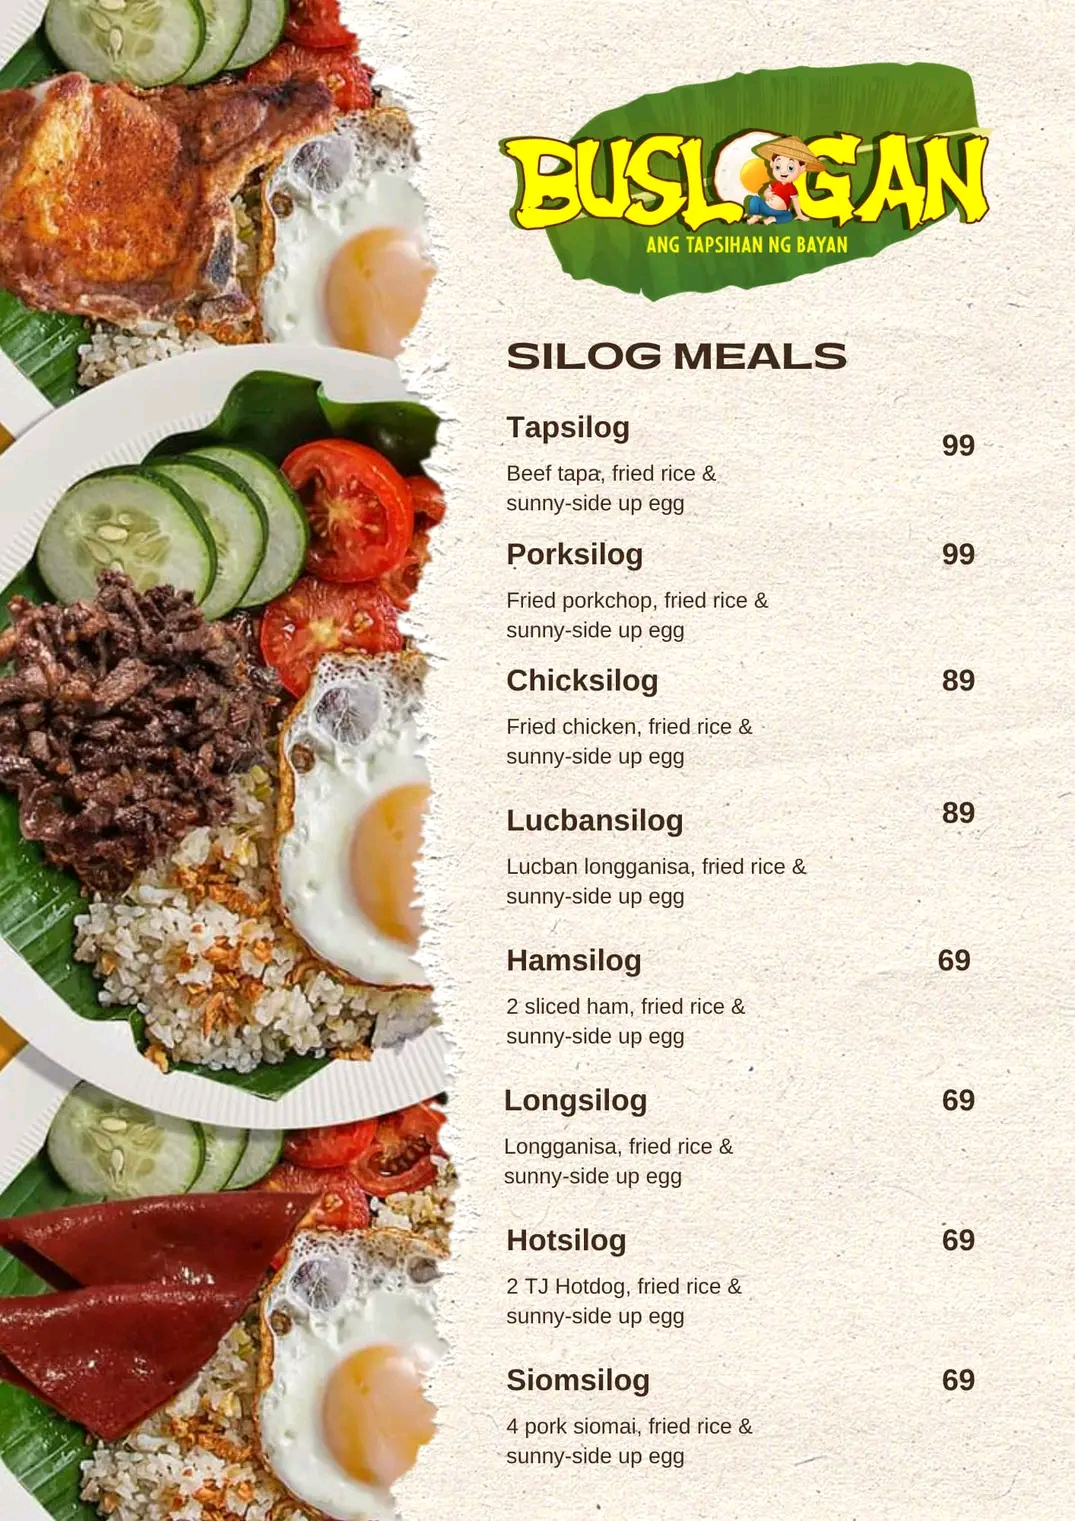 BUSLOGAN
ANG TAPSIHAN NG BAYAN
SILOG MEALS
Tapsilog
99
Beef tapa, fried rice &
sunny-side up egg
Porksilog
99
Fried porkchop, fried rice &
sunny-side up egg
Chicksilog
89
Fried chicken, fried rice &
sunny-side up egg
Lucbansilog
89
Lucban longganisa, fried rice &
sunny-side up egg
Hamsilog
69
2 sliced ham, fried rice &
sunny-side up egg
Longsilog
69
Longganisa, fried rice &
sunny-side up egg
Hotsilog
69
2 TJ Hotdog, fried rice &
sunny-side up egg
Siomsilog
69
4 pork siomai, fried rice &
sunny-side up egg